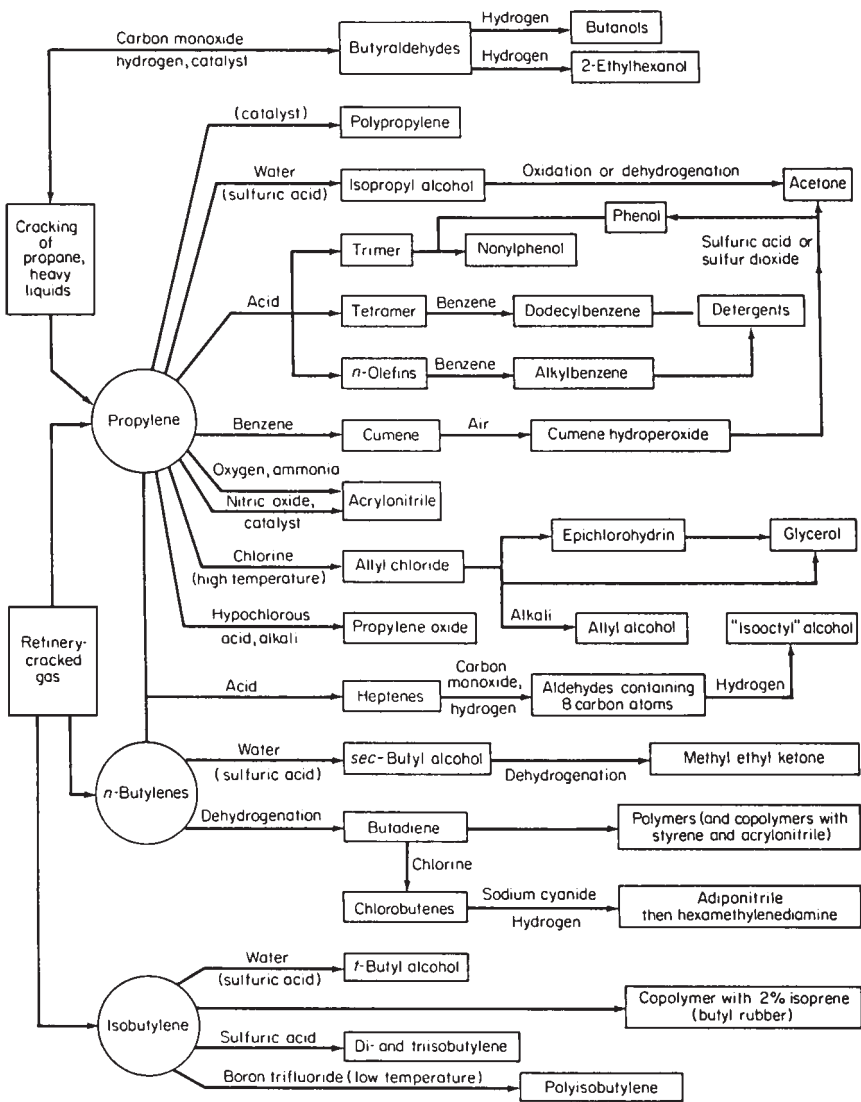 Carbon monoxide
hydrogen, catalyst
Butyraldehydes
Hydrogen
Butanols
Hydrogen
2-Ethylhexanol
(catalyst)
Polypropylene
Water
(sulfuric acid)
Isopropyl alcohol
Oxidation or dehydrogenation
Acetone
Cracking
of
propane,
heavy
liquids
Trimer
Nonylphenol
Phenol
Sulfuric acid or
sulfur dioxide
Acid
Tetramer
Benzene
Dodecylbenzene
Detergents
n-Olefins
Benzene
Alkylbenzene
Propylene
Benzene
Cumene
Air
Cumene hydroperoxide
Oxygen, ammonia
Nitric oxide,
catalyst
Acrylonitrile
Chlorine
(high temperature)
Allyl chloride
Epichlorohydrin
Glycerol
Alkali
Allyl alcohol
Hypochlorous
acid, alkali
Propylene oxide
"Isooctyl" alcohol
Refinery-
cracked
gas
Acid
Heptenes
Carbon
monoxide,
hydrogen
Aldehydes containing
8 carbon atoms
Hydrogen
n-Butylenes
Water
(sulfuric acid)
sec-Butyl alcohol
Dehydrogenation
Methyl ethyl ketone
Dehydrogenation
Butadiene
Polymers (and copolymers with
styrene and acrylonitrile)
Chlorine
Chlorobutenes
Sodium cyanide
Hydrogen
Adiponitrile
then hexamethylenediamine
Isobutylene
Water
(sulfuric acid)
t-Butyl alcohol
Copolymer with 2% isoprene
(butyl rubber)
Sulfuric acid
Di- and triisobutylene
Boron trifluoride (low temperature)
Polyisobutylene